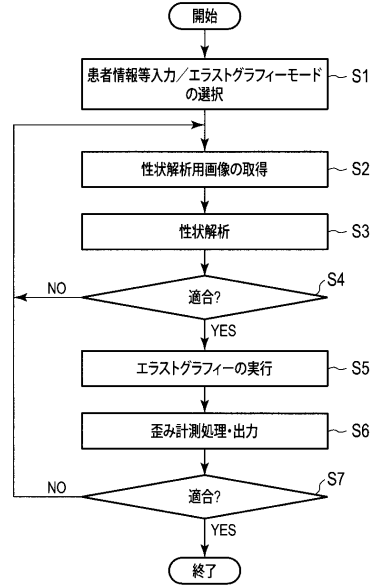 開始
患者情報等入力／エラストグラフィーモード
の選択
S1
性状解析用画像の取得
S2
性状解析
S3
適合?
S4
NO
YES
エラストグラフィーの実行
S5
歪み計測処理・出力
S6
適合?
S7
NO
YES
終了